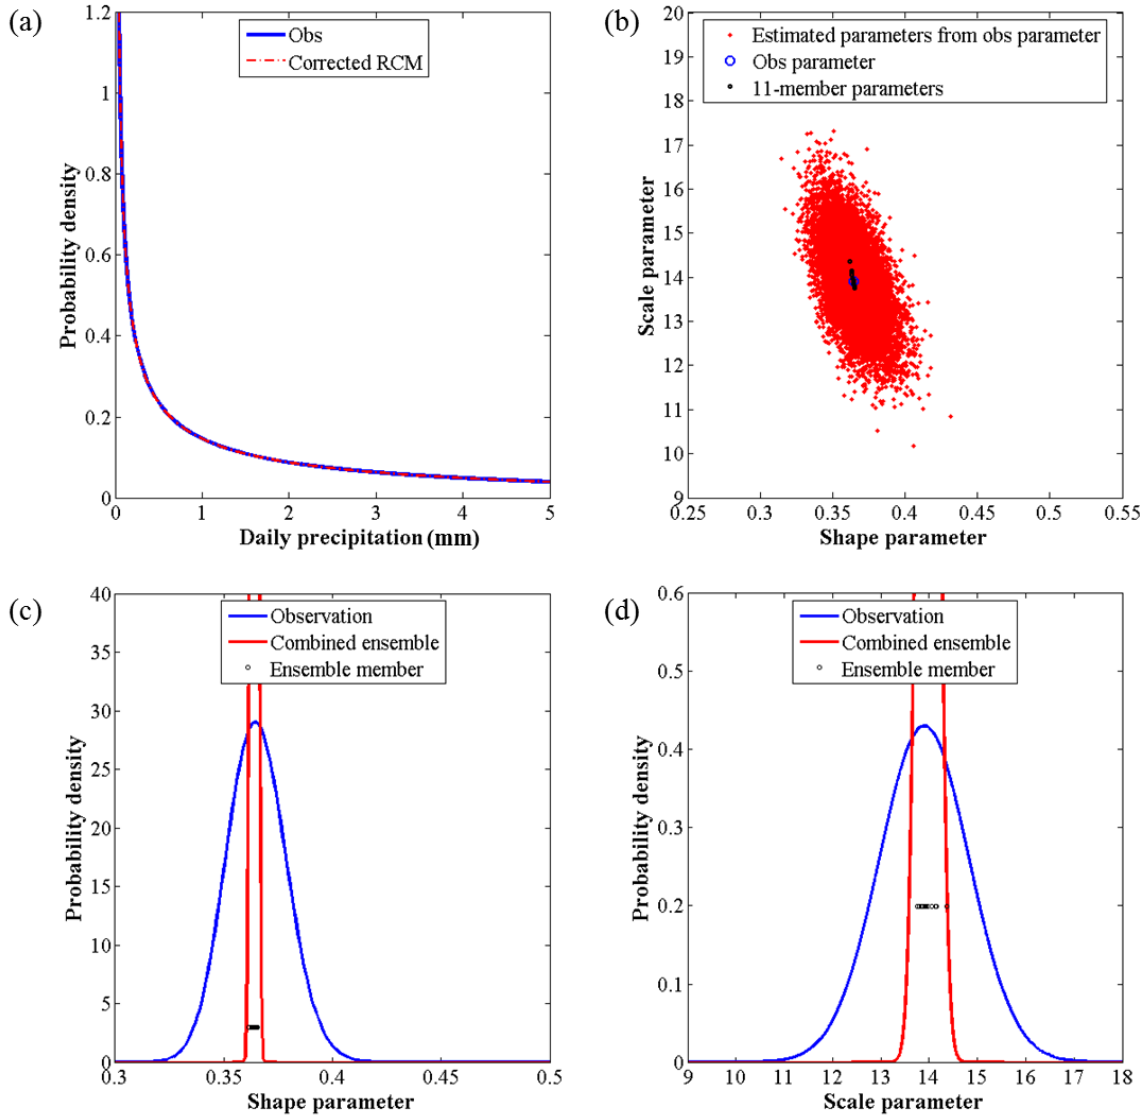 (a)
1.2
1
0.8
0.6
0.4
0.2
0
Probability density
Obs
Corrected RCM
0 1 2 3 4 5
Daily precipitation (mm)
(b)
20
19
18
17
16
15
14
13
12
11
10
9
Scale parameter
Estimated parameters from obs parameter
Obs parameter
11-member parameters
0.25 0.3 0.35 0.4 0.45 0.5 0.55
Shape parameter
(c)
40
35
30
25
20
15
10
5
0
Probability density
Observation
Combined ensemble
Ensemble member
0.3 0.35 0.4 0.45 0.5
Shape parameter
(d)
0.6
0.5
0.4
0.3
0.2
0.1
0
Probability density
Observation
Combined ensemble
Ensemble member
9 10 11 12 13 14 15 16 17 18
Scale parameter